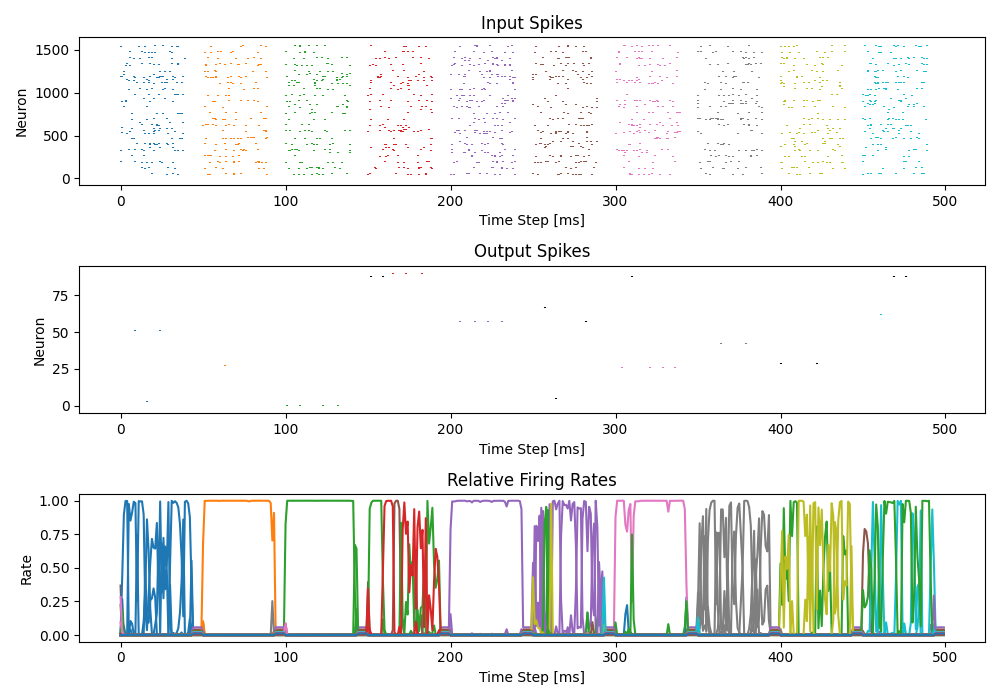 Input Spikes
1500
1000
500
0
Neuron
0 100 200 300 400 500
Time Step [ms]
Output Spikes
75
50
25
0
Neuron
0 100 200 300 400 500
Time Step [ms]
Relative Firing Rates
1.00
0.75
0.50
0.25
0.00
Rate
0 100 200 300 400 500
Time Step [ms]